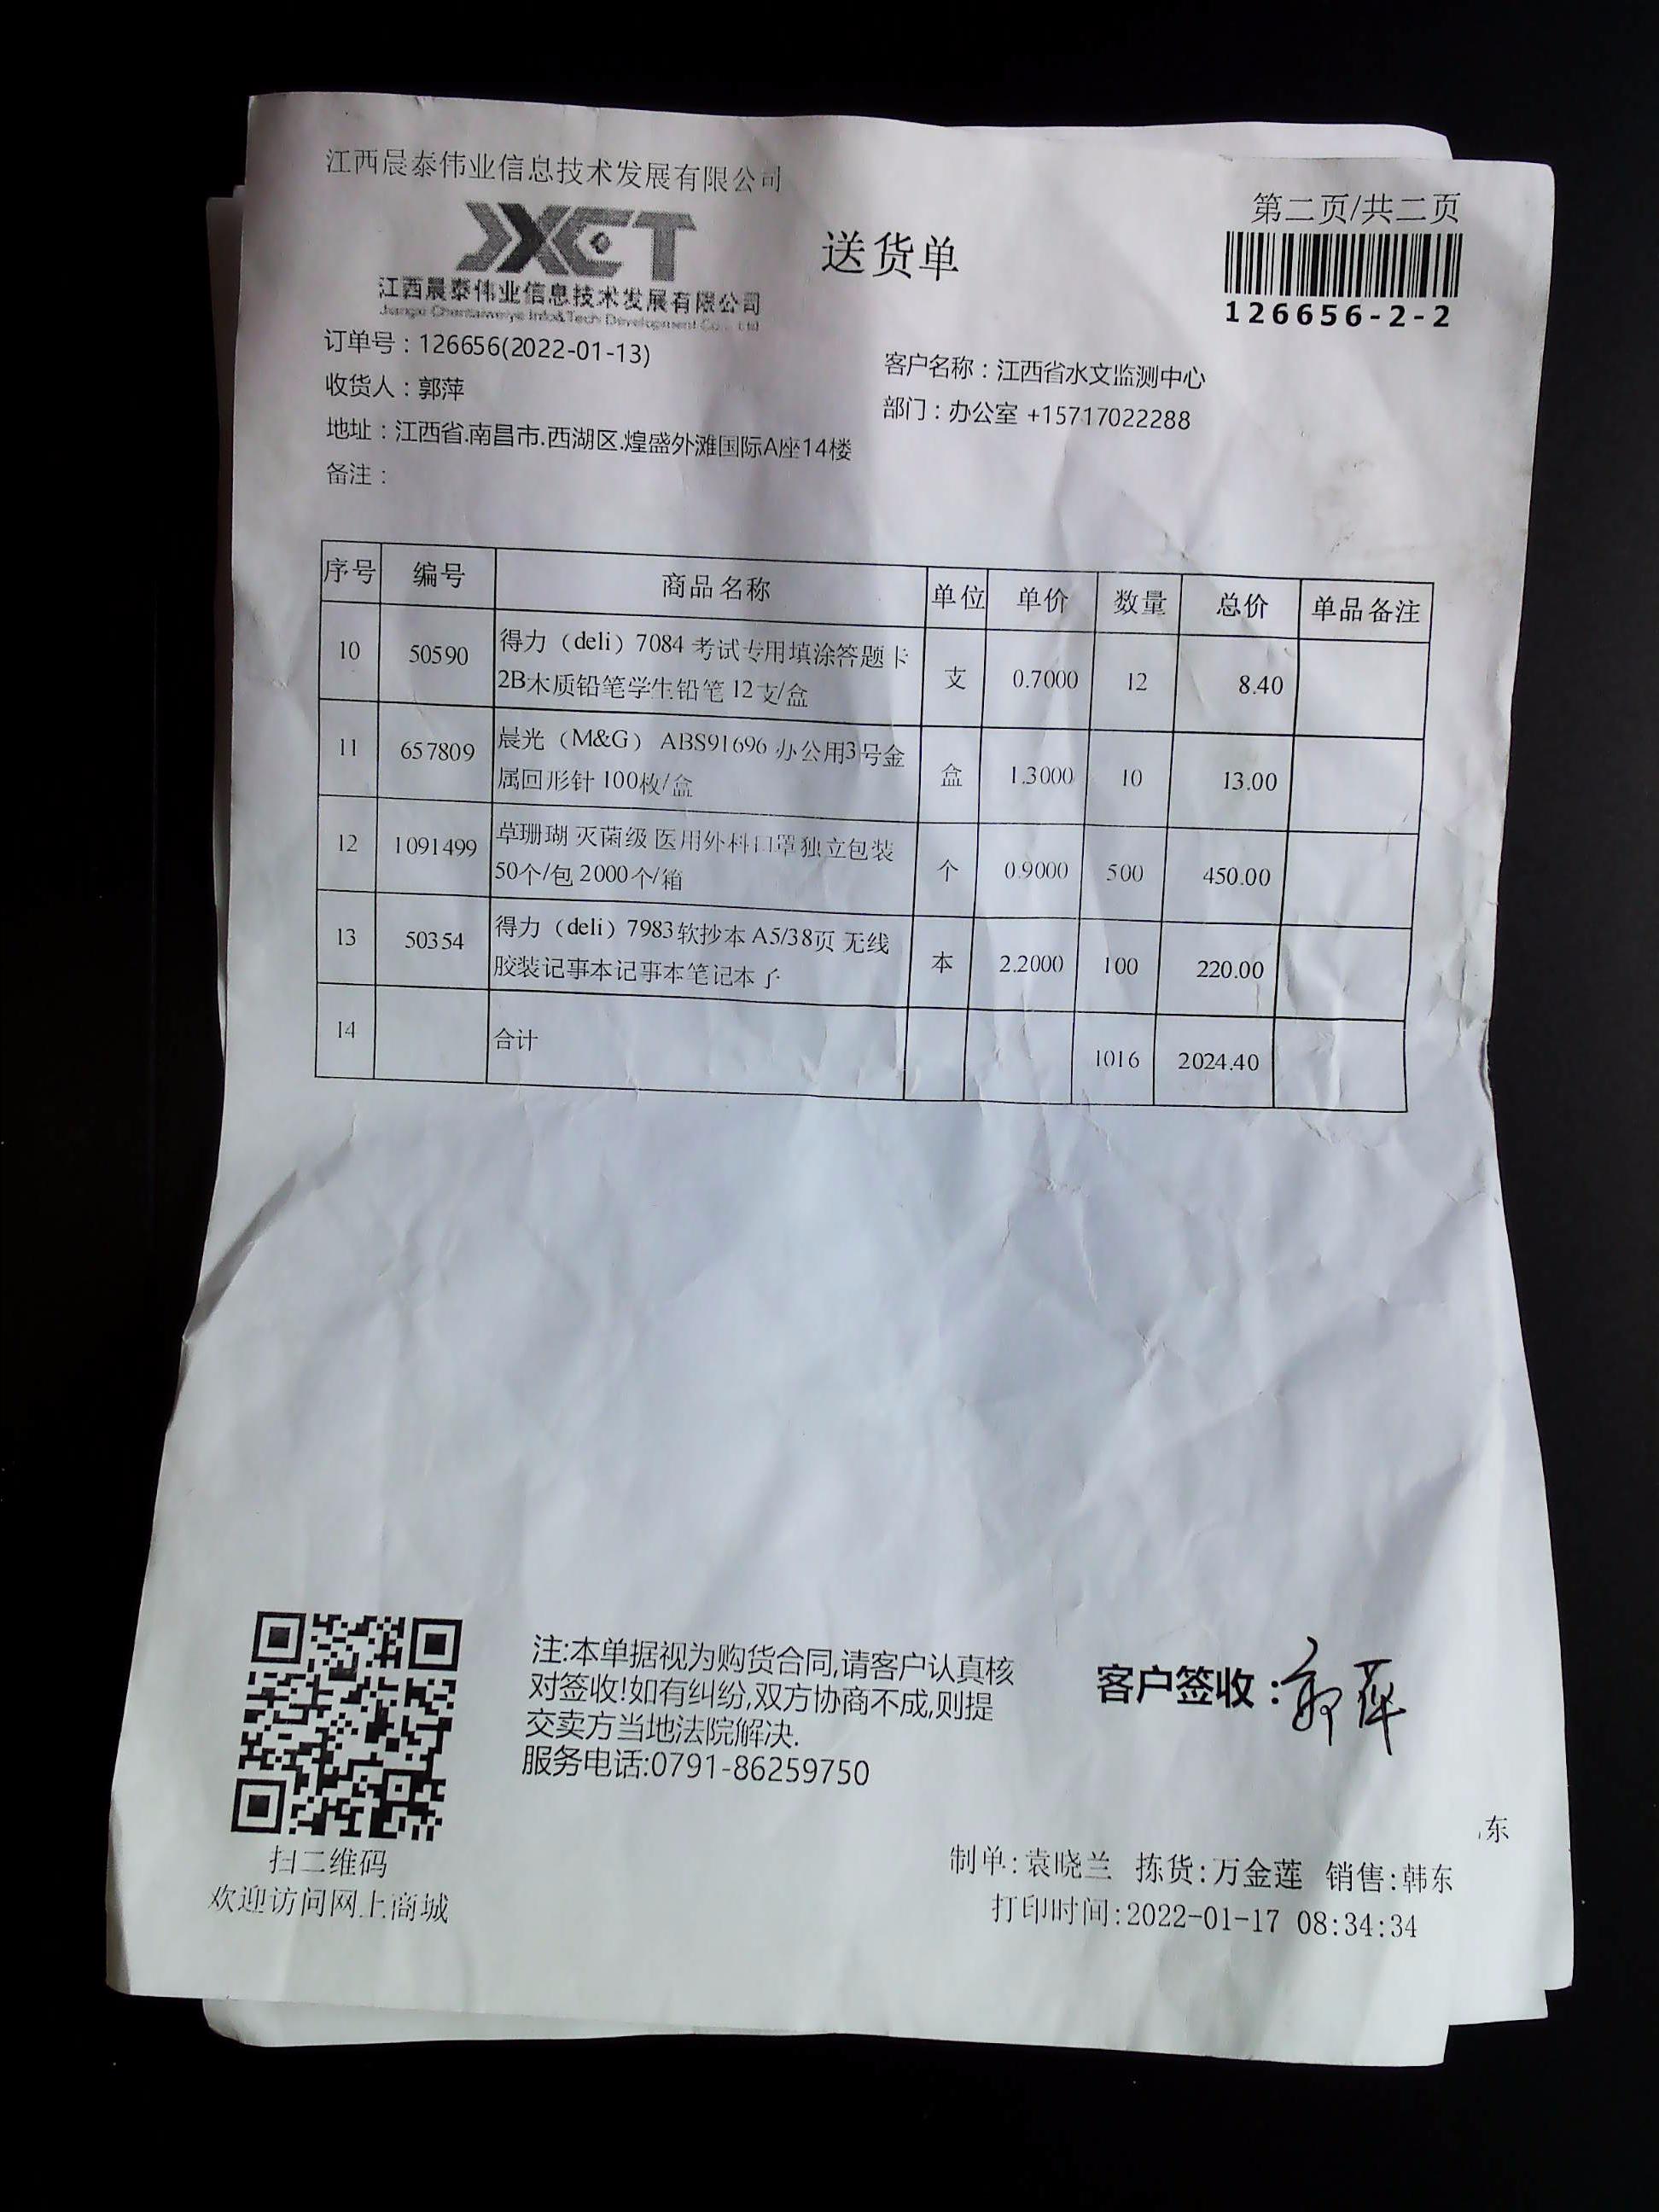 江西晨泰伟业信息技术发展有限公司
第二页/共二页
JXCT
送货单
江西晨泰伟业信息技术发展有限公司
Jiangxi Chentaiweiye Info&Tech Development Co., Ltd
126656-2-2
订单号：126656(2022-01-13)
客户名称：江西省水文监测中心
收货人：郭萍
部门：办公室 +15717022288
地址：江西省.南昌市.西湖区.煌盛外滩国际A座14楼
备注：
序号 编号 商品名称 单位 单价 数量 总价 单品备注
10 50590 得力（deli）7084 考试专用填涂答题卡 支 0.7000 12 8.40
2B木质铅笔学生铅笔 12支/盒
11 657809 晨光（M&G） ABS91696 办公用3号金 盒 1.3000 10 13.00
属回形针 100枚/盒
12 1091499 草珊瑚 灭菌级 医用外科口罩独立包装 个 0.9000 500 450.00
50个/包 2000个/箱
13 50354 得力（deli）7983软抄本 A5/38页 无线 本 2.2000 100 220.00
胶装记事本记事本笔记本子
14 合计 1016 2024.40
注:本单据视为购货合同,请客户认真核
对签收!如有纠纷,双方协商不成,则提
交卖方当地法院解决.
服务电话:0791-86259750
客户签收:郭萍
扫二维码
欢迎访问网上商城
东
制单:袁晓兰 拣货:万金莲 销售:韩东
打印时间:2022-01-17 08:34:34